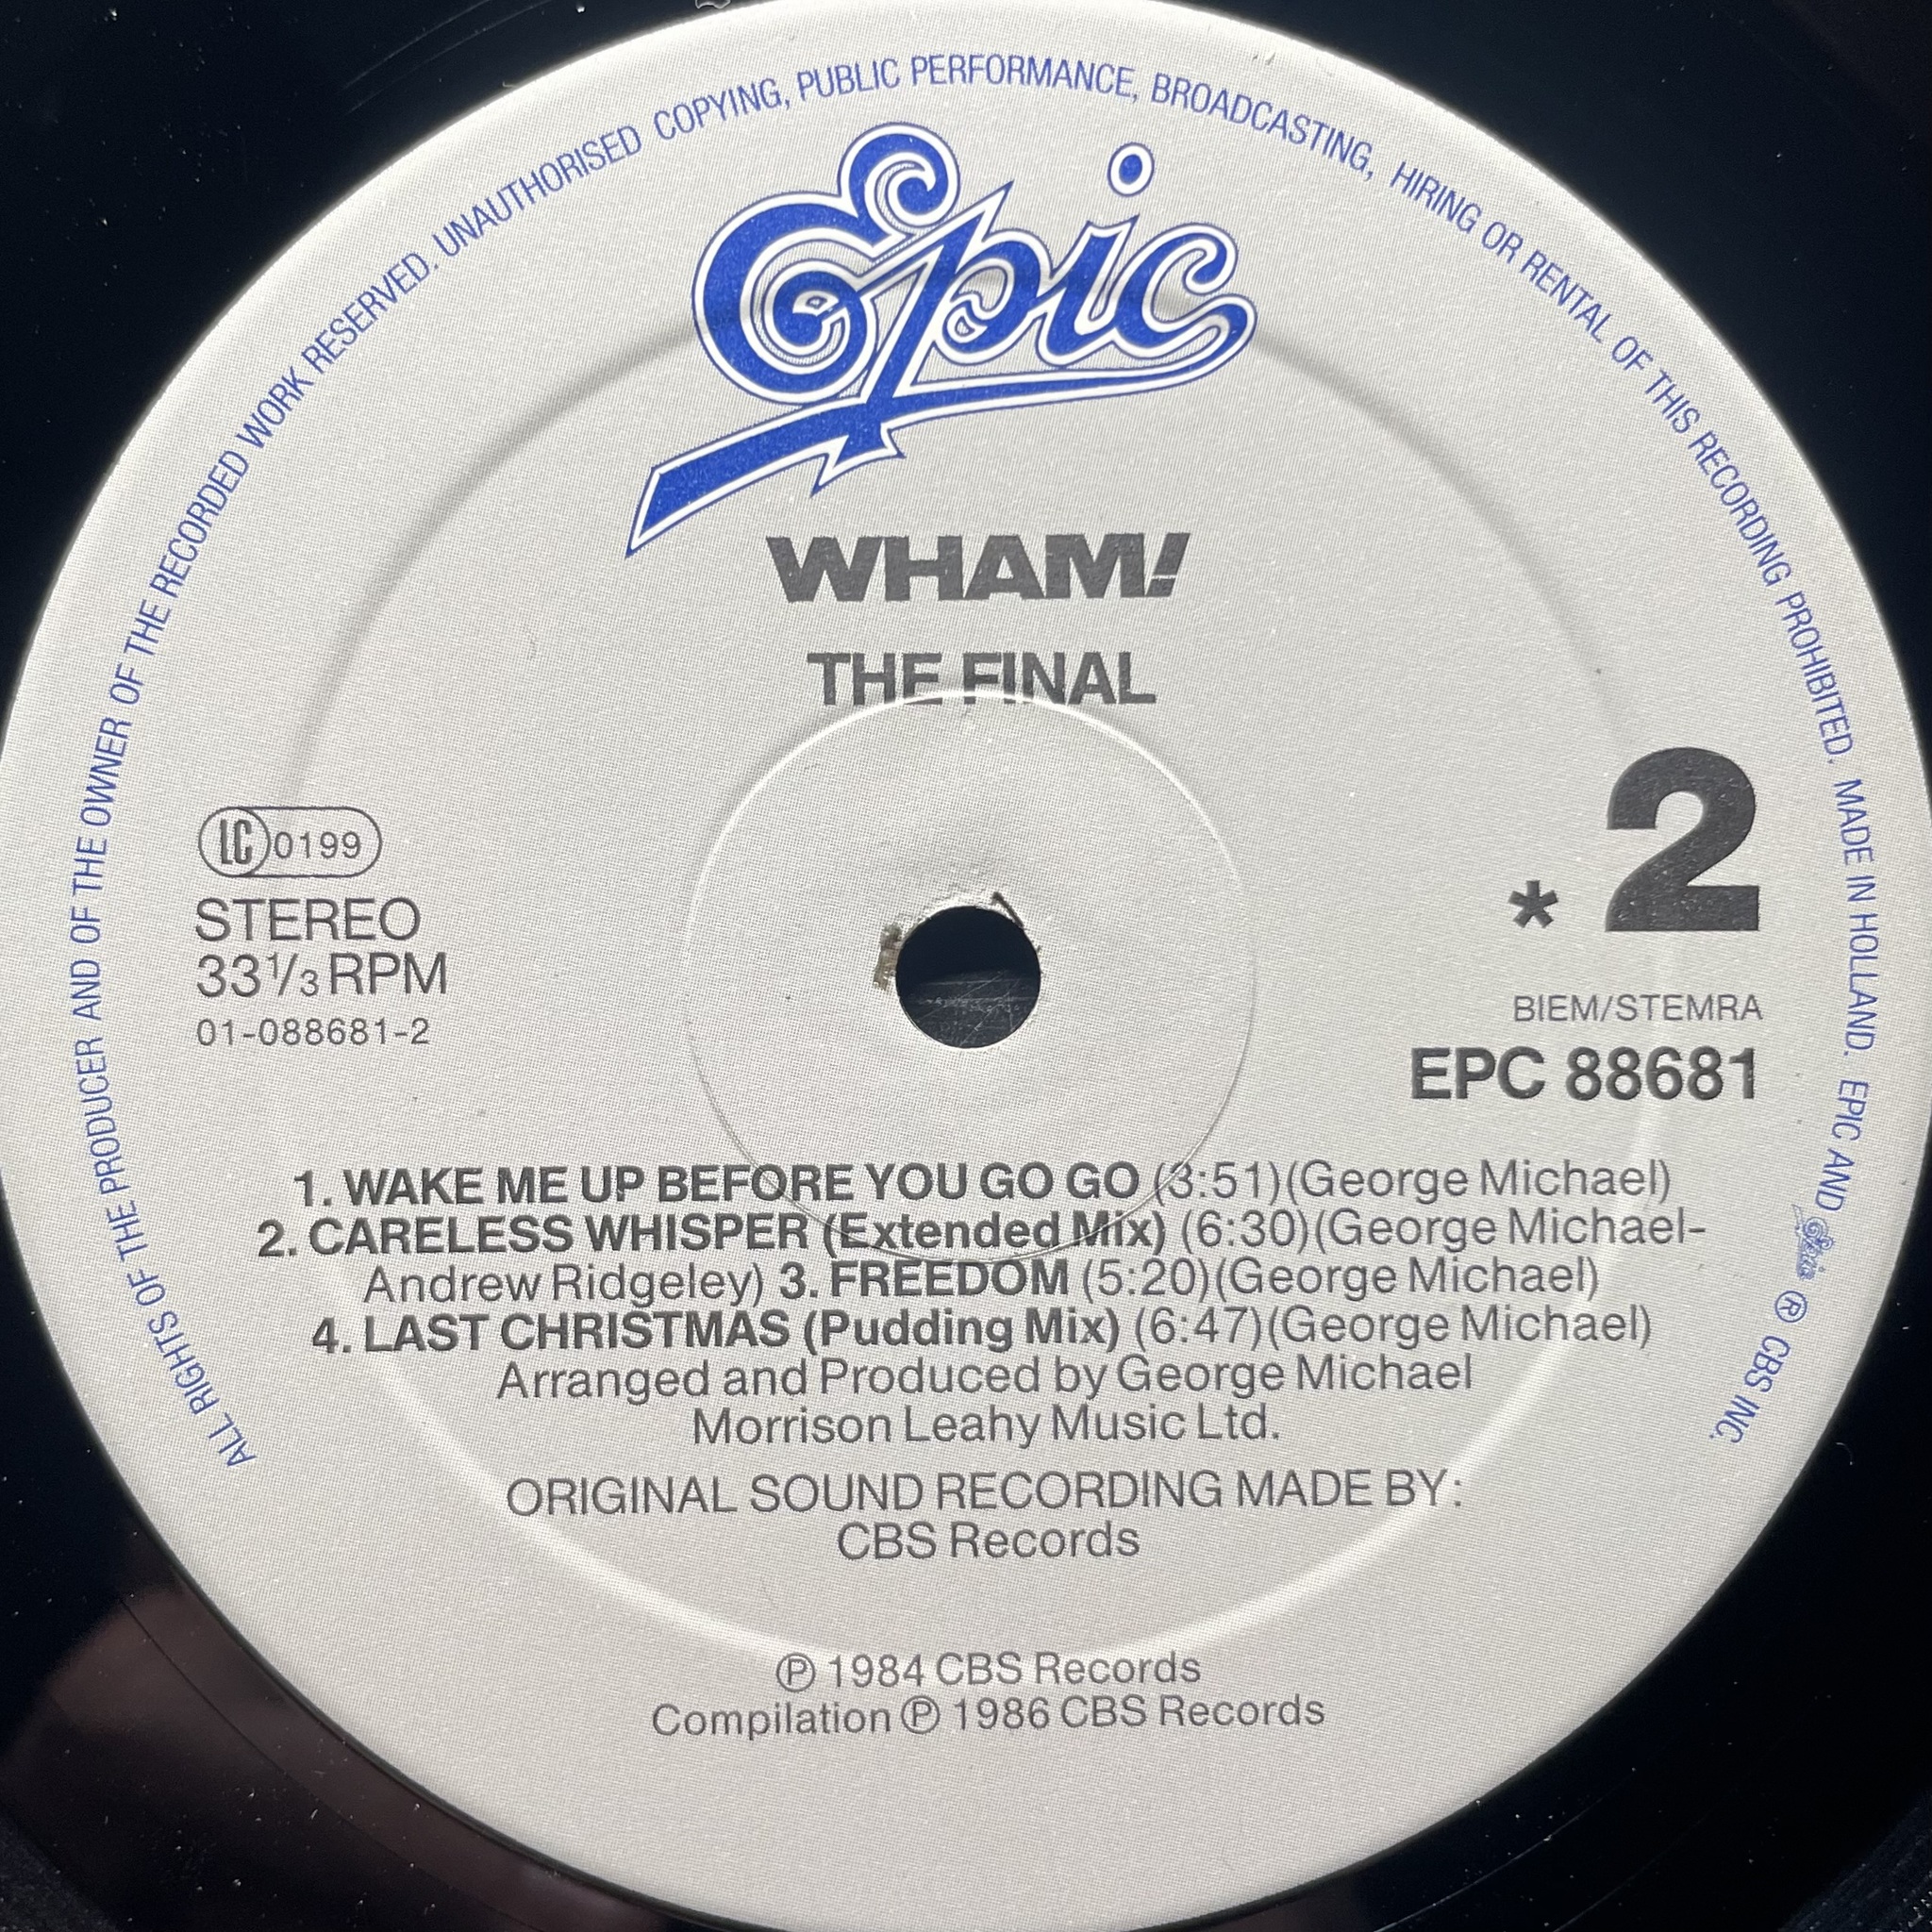 ALL RIGHTS OF THE PRODUCER AND OF THE OWNER OF THE RECORDED WORK RESERVED. UNAUTHORISED COPYING, PUBLIC PERFORMANCE, BROADCASTING, HIRING OR RENTAL OF THIS RECORDING PROHIBITED. MADE IN HOLLAND. EPIC AND Epic ® CBS INC.
Epic
WHAM!
THE FINAL
LC 0199
STEREO
33 1/3 RPM
01-088681-2
* 2
BIEM/STEMRA
EPC 88681
1. WAKE ME UP BEFORE YOU GO GO (3:51)(George Michael)
2. CARELESS WHISPER (Extended Mix) (6:30)(George Michael-
Andrew Ridgeley) 3. FREEDOM (5:20)(George Michael)
4. LAST CHRISTMAS (Pudding Mix) (6:47)(George Michael)
Arranged and Produced by George Michael
Morrison Leahy Music Ltd.
ORIGINAL SOUND RECORDING MADE BY:
CBS Records
℗ 1984 CBS Records
Compilation ℗ 1986 CBS Records